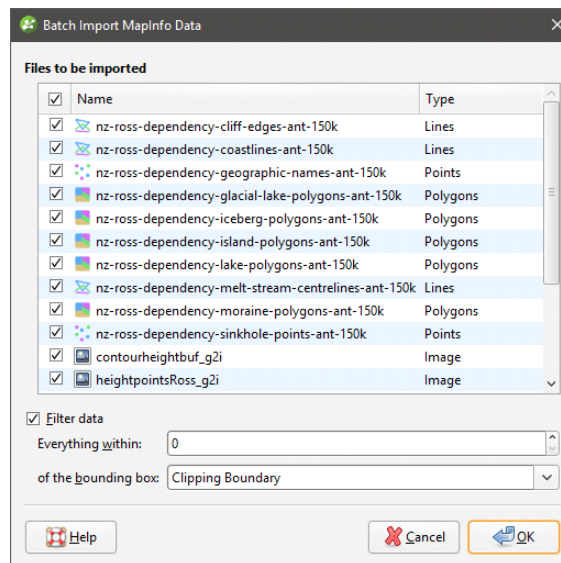 Batch Import MapInfo Data
Files to be imported
Name Type
nz-ross-dependency-cliff-edges-ant-150k Lines
nz-ross-dependency-coastlines-ant-150k Lines
nz-ross-dependency-geographic-names-ant-150k Points
nz-ross-dependency-glacial-lake-polygons-ant-150k Polygons
nz-ross-dependency-iceberg-polygons-ant-150k Polygons
nz-ross-dependency-island-polygons-ant-150k Polygons
nz-ross-dependency-lake-polygons-ant-150k Polygons
nz-ross-dependency-melt-stream-centrelines-ant-150k Lines
nz-ross-dependency-moraine-polygons-ant-150k Polygons
nz-ross-dependency-sinkhole-points-ant-150k Points
contourheightbuf_g2i Image
heightpointsRoss_g2i Image
Filter data
Everything within: 0
of the bounding box: Clipping Boundary
Help Cancel OK